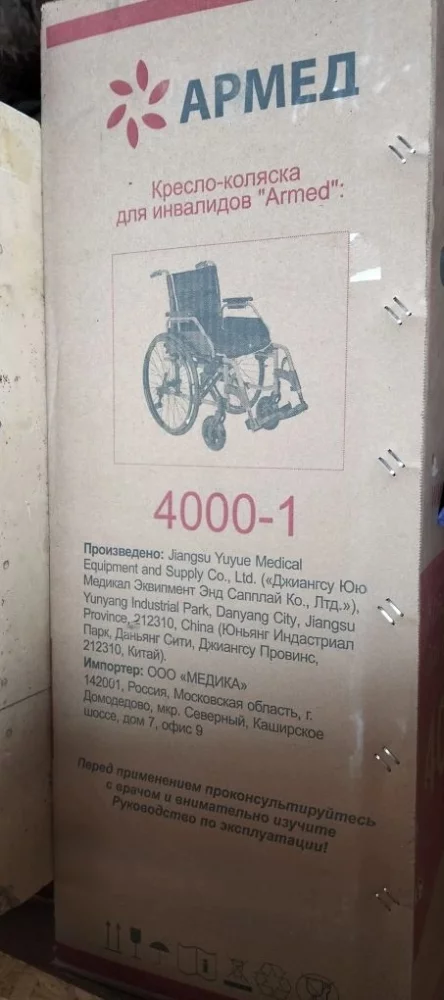 АРМЕД
Кресло-коляска
для инвалидов "Armed":
4000-1
Произведено: Jiangsu Yuyue Medical
Equipment and Supply Co., Ltd. («Джиангсу Юю
Медикал Эквипмент Энд Сапплай Ко., Лтд.»),
Yunyang Industrial Park, Danyang City, Jiangsu
Province, 212310, China (Юньянг Индастриал
Парк, Даньянг Сити, Джиангсу Провинс,
212310, Китай).
Импортер: ООО «МЕДИКА»
142001, Россия, Московская область, г.
Домодедово, мкр. Северный, Каширское
шоссе, дом 7, офис 9
Перед применением проконсультируйтесь
с врачом и внимательно изучите
Руководство по эксплуатации!